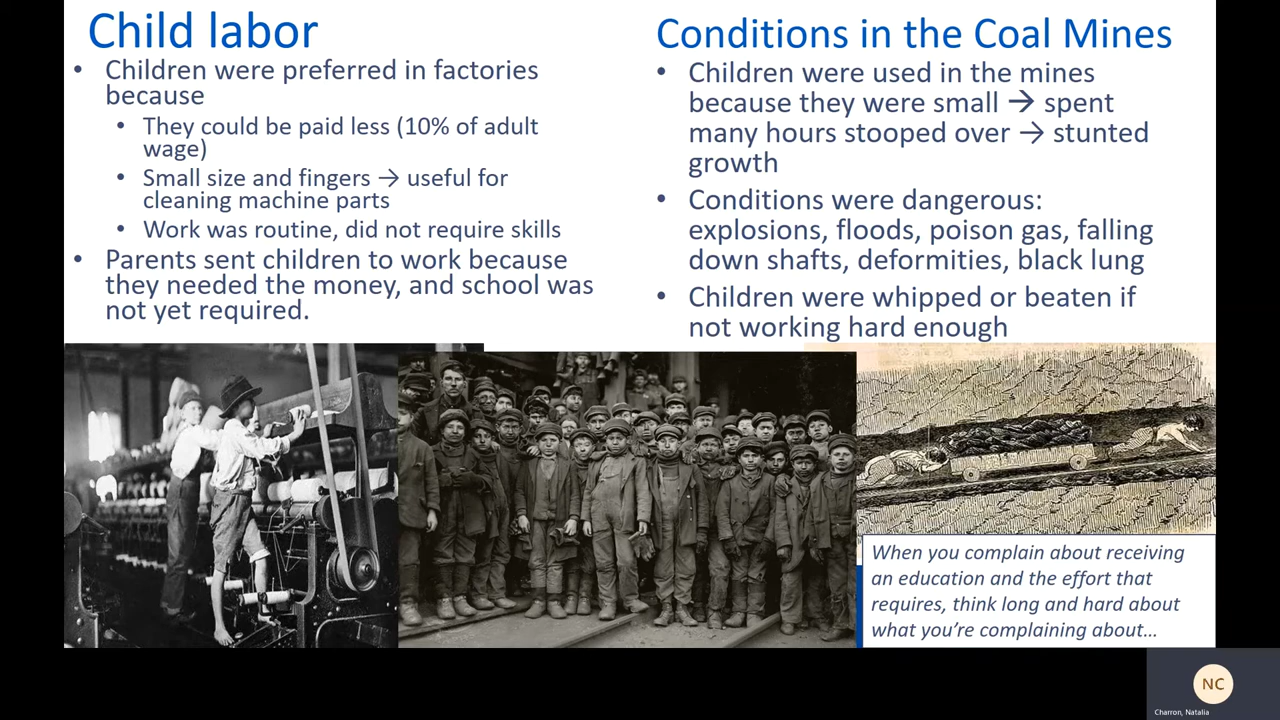 Child labor
• Children were preferred in factories
because
• They could be paid less (10% of adult
wage)
• Small size and fingers → useful for
cleaning machine parts
• Work was routine, did not require skills
• Parents sent children to work because
they needed the money, and school was
not yet required.
Conditions in the Coal Mines
• Children were used in the mines
because they were small → spent
many hours stooped over → stunted
growth
• Conditions were dangerous:
explosions, floods, poison gas, falling
down shafts, deformities, black lung
• Children were whipped or beaten if
not working hard enough
When you complain about receiving
an education and the effort that
requires, think long and hard about
what you're complaining about...
NC
Charron, Natalia